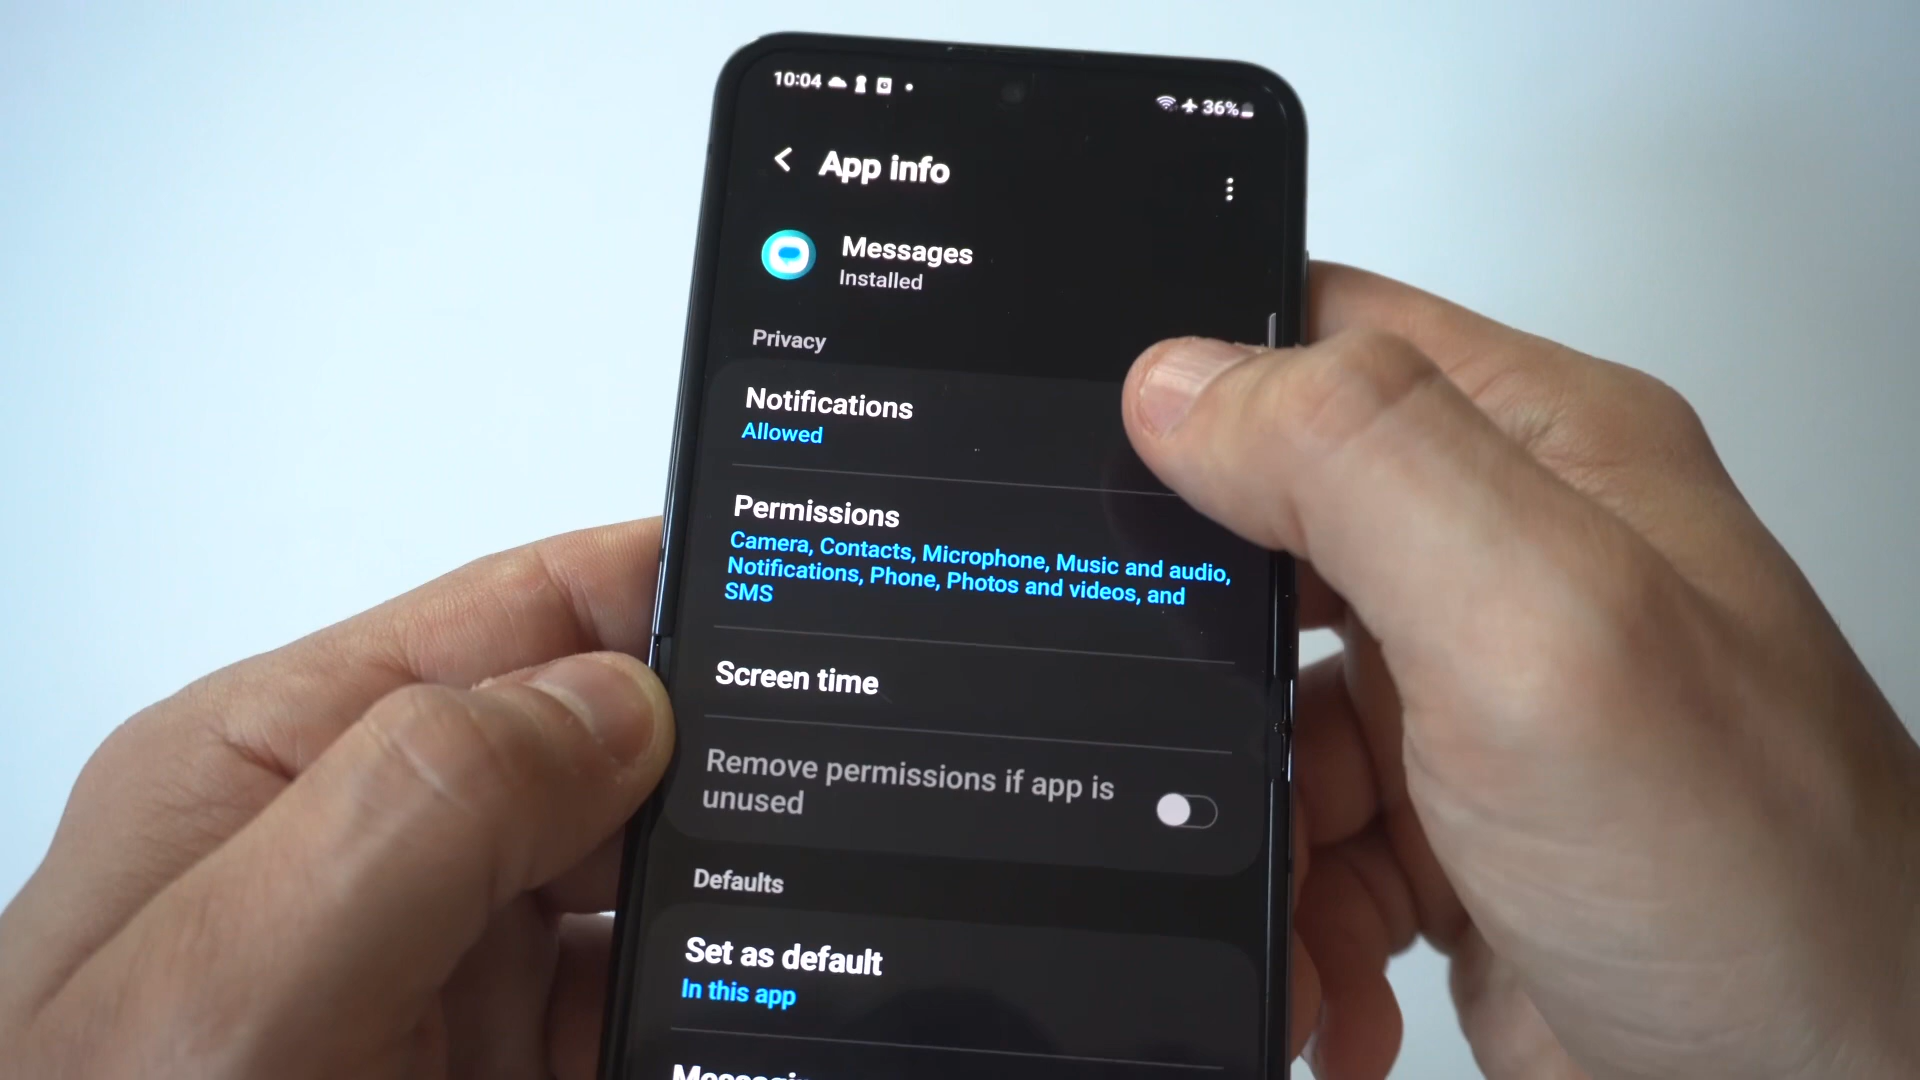 10:04
36%
App info
Messages
Installed
Privacy
Notifications
Allowed
Permissions
Camera, Contacts, Microphone, Music and audio,
Notifications, Phone, Photos and videos, and
SMS
Screen time
Remove permissions if app is
unused
Defaults
Set as default
In this app